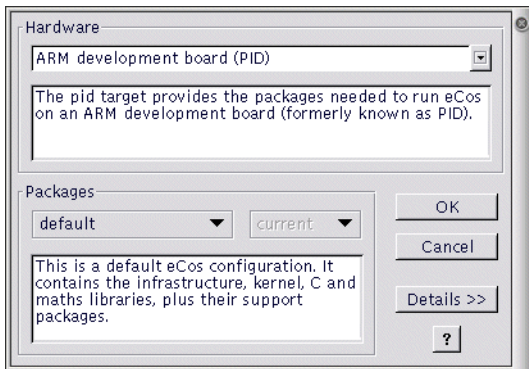 Hardware
ARM development board (PID)
The pid target provides the packages needed to run eCos
on an ARM development board (formerly known as PID).
Packages
default
current
This is a default eCos configuration. It
contains the infrastructure, kernel, C and
maths libraries, plus their support
packages.
OK
Cancel
Details >>
?